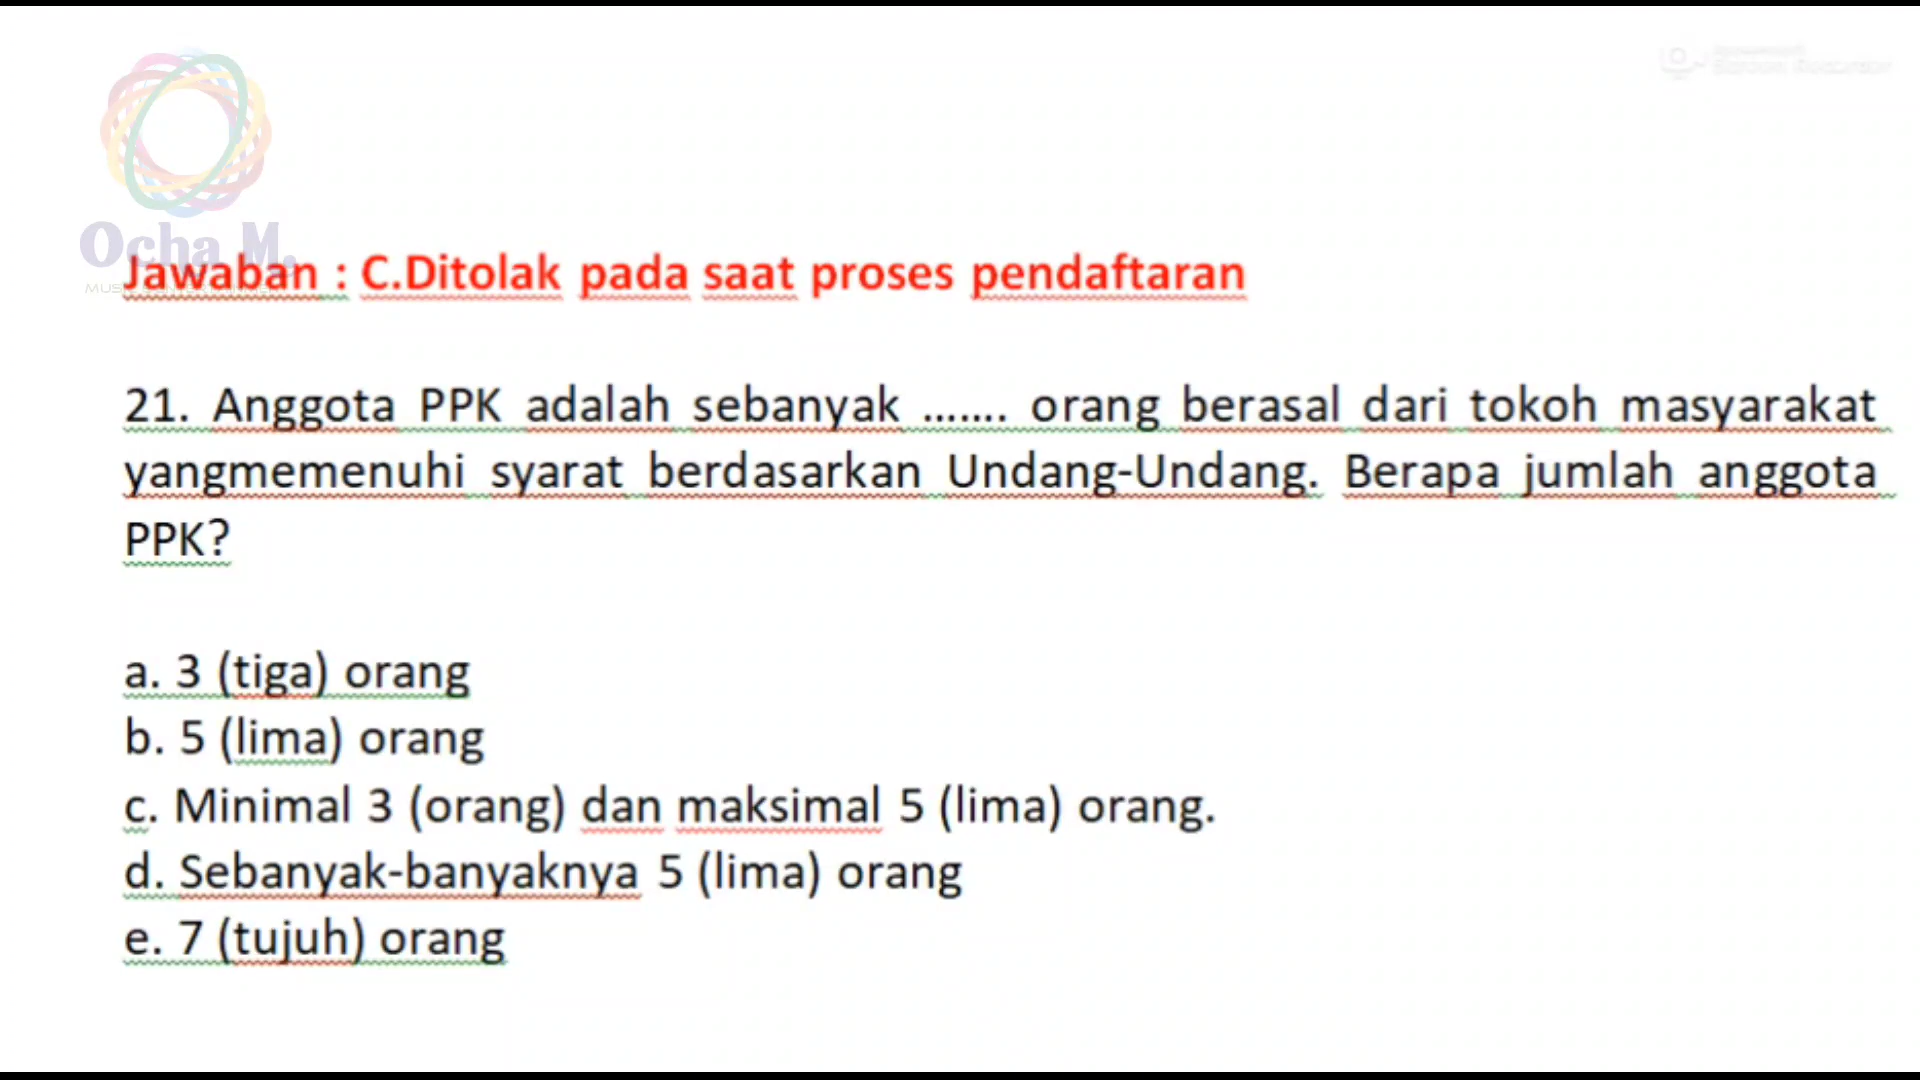 Ocha M.
Jawaban : C.Ditolak pada saat proses pendaftaran
21. Anggota PPK adalah sebanyak ....... orang berasal dari tokoh masyarakat
yangmemenuhi syarat berdasarkan Undang-Undang. Berapa jumlah anggota
PPK?
a. 3 (tiga) orang
b. 5 (lima) orang
c. Minimal 3 (orang) dan maksimal 5 (lima) orang.
d. Sebanyak-banyaknya 5 (lima) orang
e. 7 (tujuh) orang